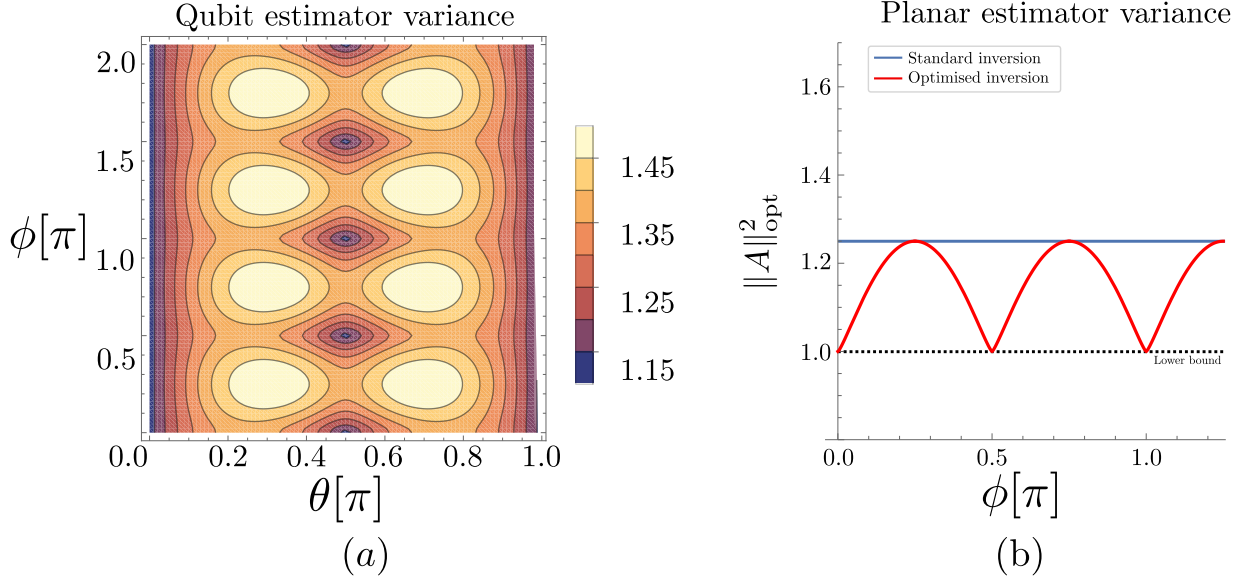 Qubit estimator variance
2.0
1.5
1.0
0.5
ϕ[π]
0.0 0.2 0.4 0.6 0.8 1.0
θ[π]
1.45
1.35
1.25
1.15
(a)
Planar estimator variance
Standard inversion
Optimised inversion
1.6
1.4
1.2
1.0
||A||²opt
Lower bound
0.0 0.5 1.0
ϕ[π]
(b)